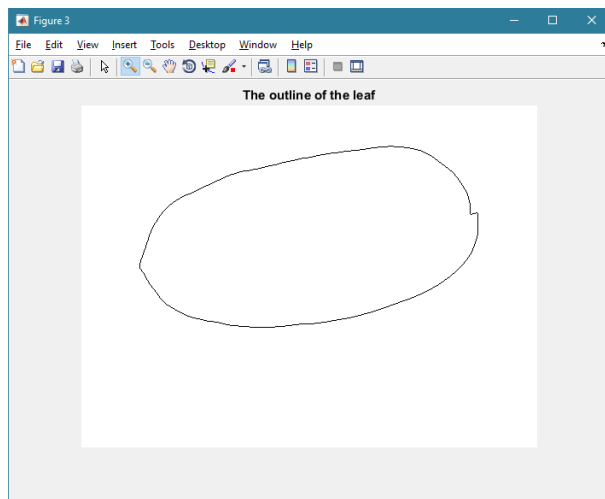 Figure 3
File Edit View Insert Tools Desktop Window Help
The outline of the leaf